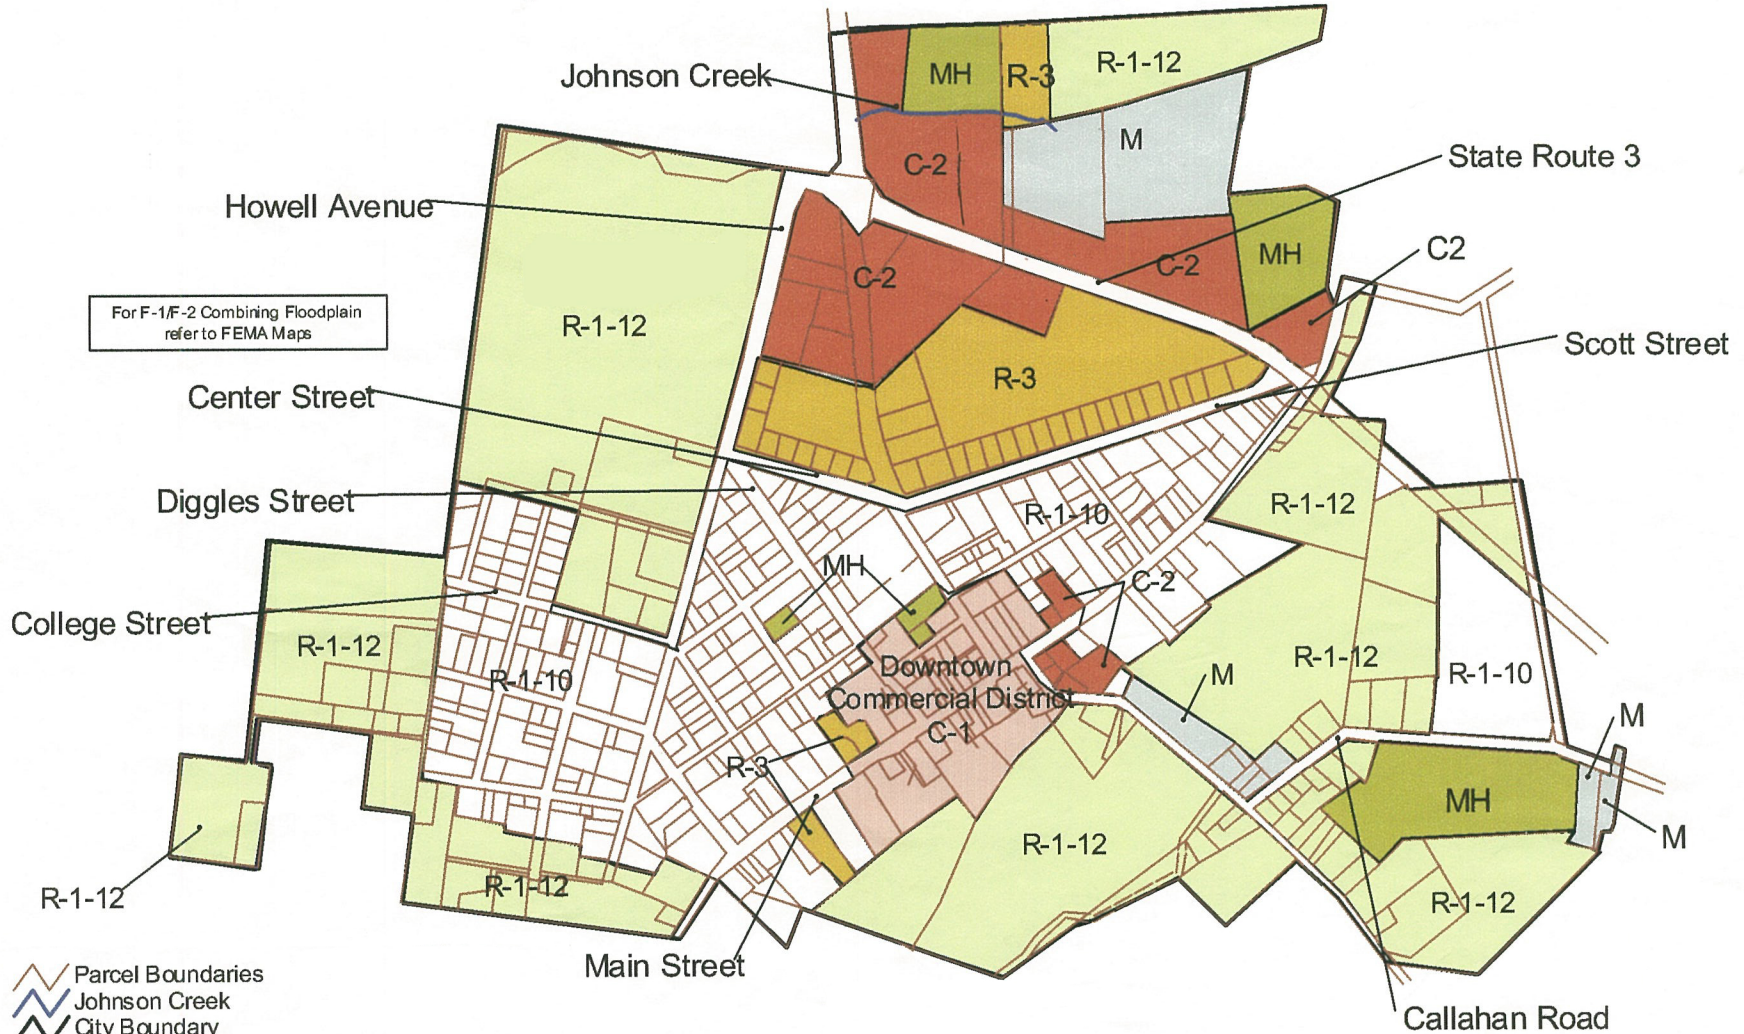 Johnson Creek
MH
R-3
R-1-12
M
State Route 3
C-2
Howell Avenue
C-2
C-2
MH
C2
For F-1/F-2 Combining Floodplain
refer to FEMA Maps
R-1-12
Scott Street
R-3
Center Street
Diggles Street
R-1-12
R-1-10
MH
C-2
College Street
R-1-12
R-1-10
Downtown
Commercial District
C-1
M
R-1-12
R-1-10
M
R-3
MH
M
R-1-12
R-1-12
R-1-12
R-1-12
Main Street
Callahan Road
Parcel Boundaries
Johnson Creek
City Boundary